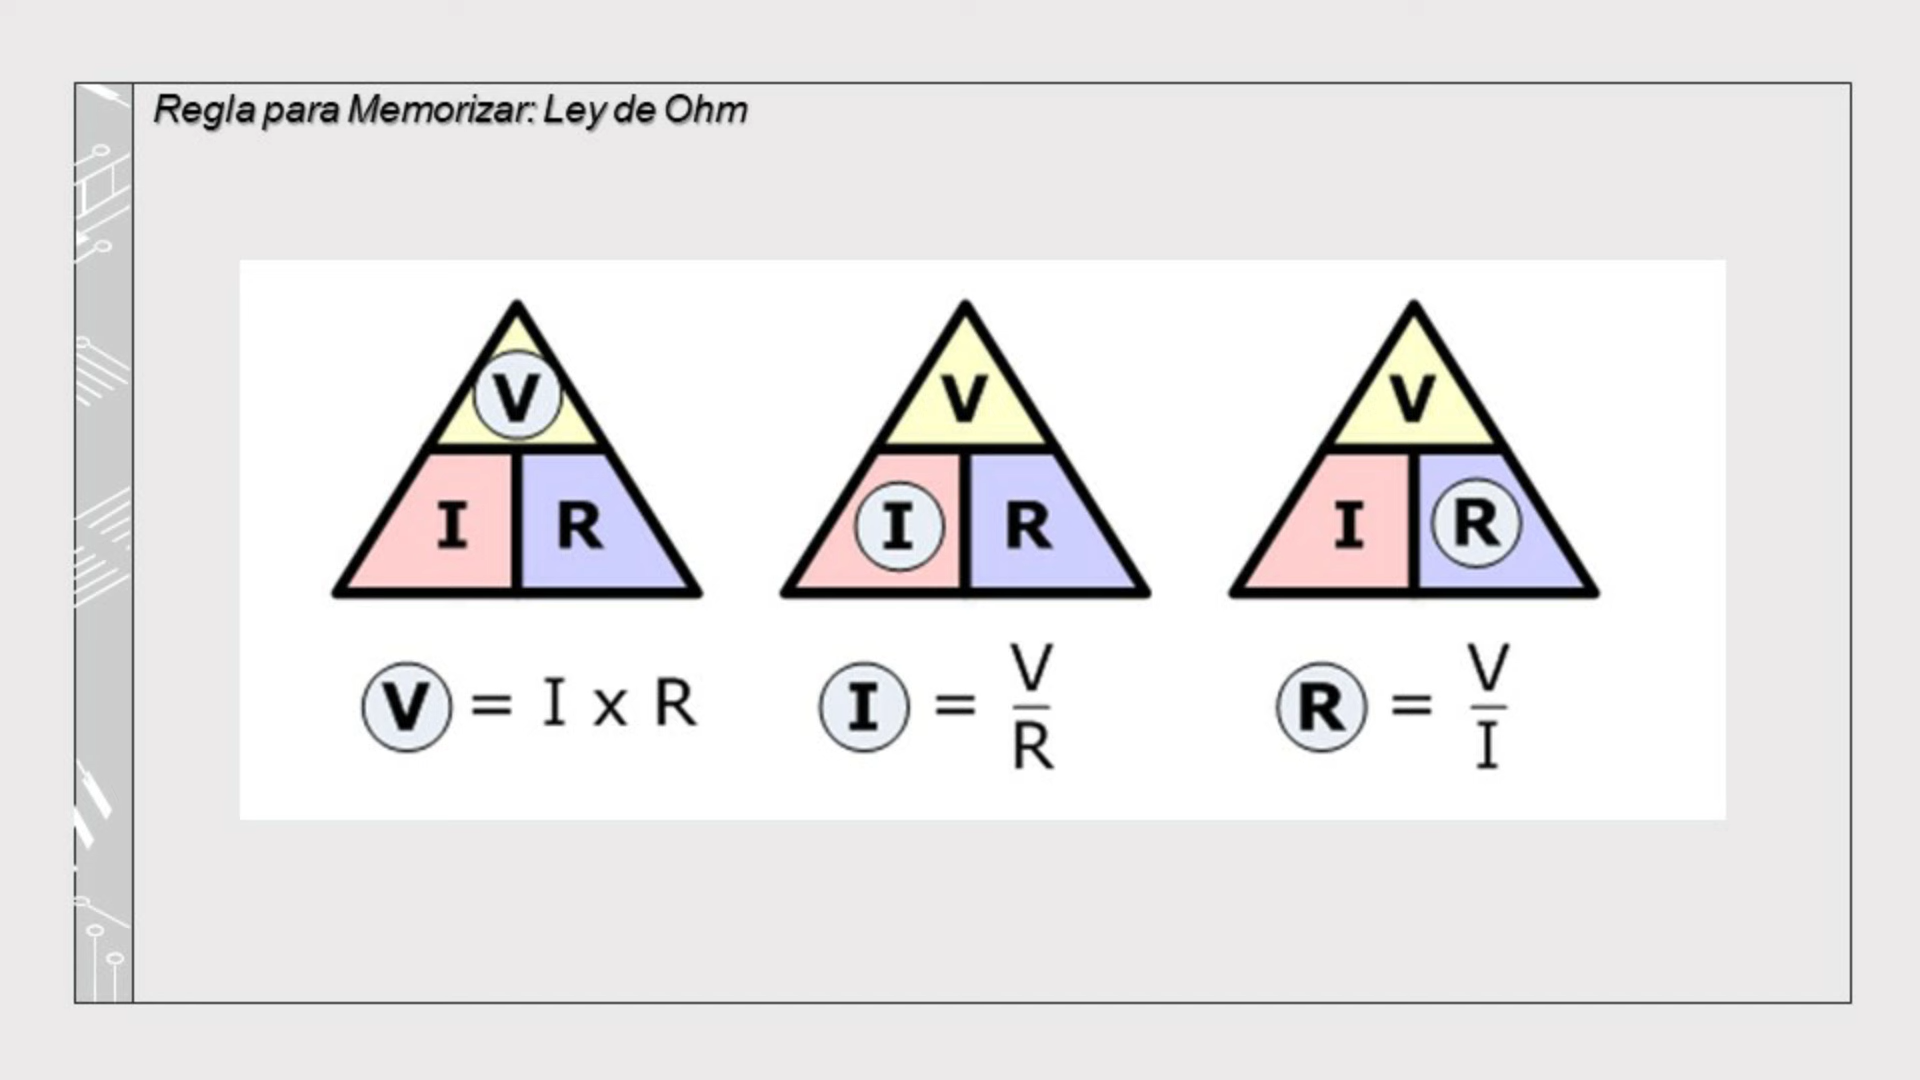 Regla para Memorizar: Ley de Ohm
V
I R
V
I R
V
I R
V = I x R
I = V
R
R = V
I